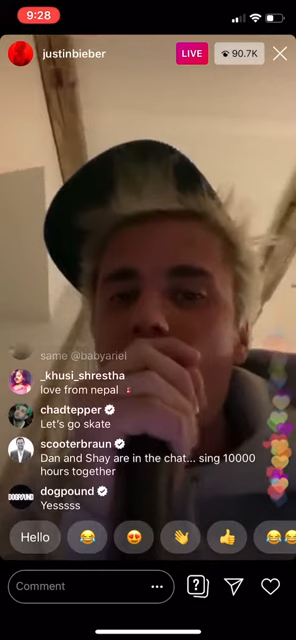 9:28
justinbieber
LIVE
90.7K
same @babyariel
_khusi_shrestha
love from nepal
chadtepper
Let's go skate
scooterbraun
Dan and Shay are in the chat... sing 10000
hours together
dogpound
Yesssss
Hello
Comment